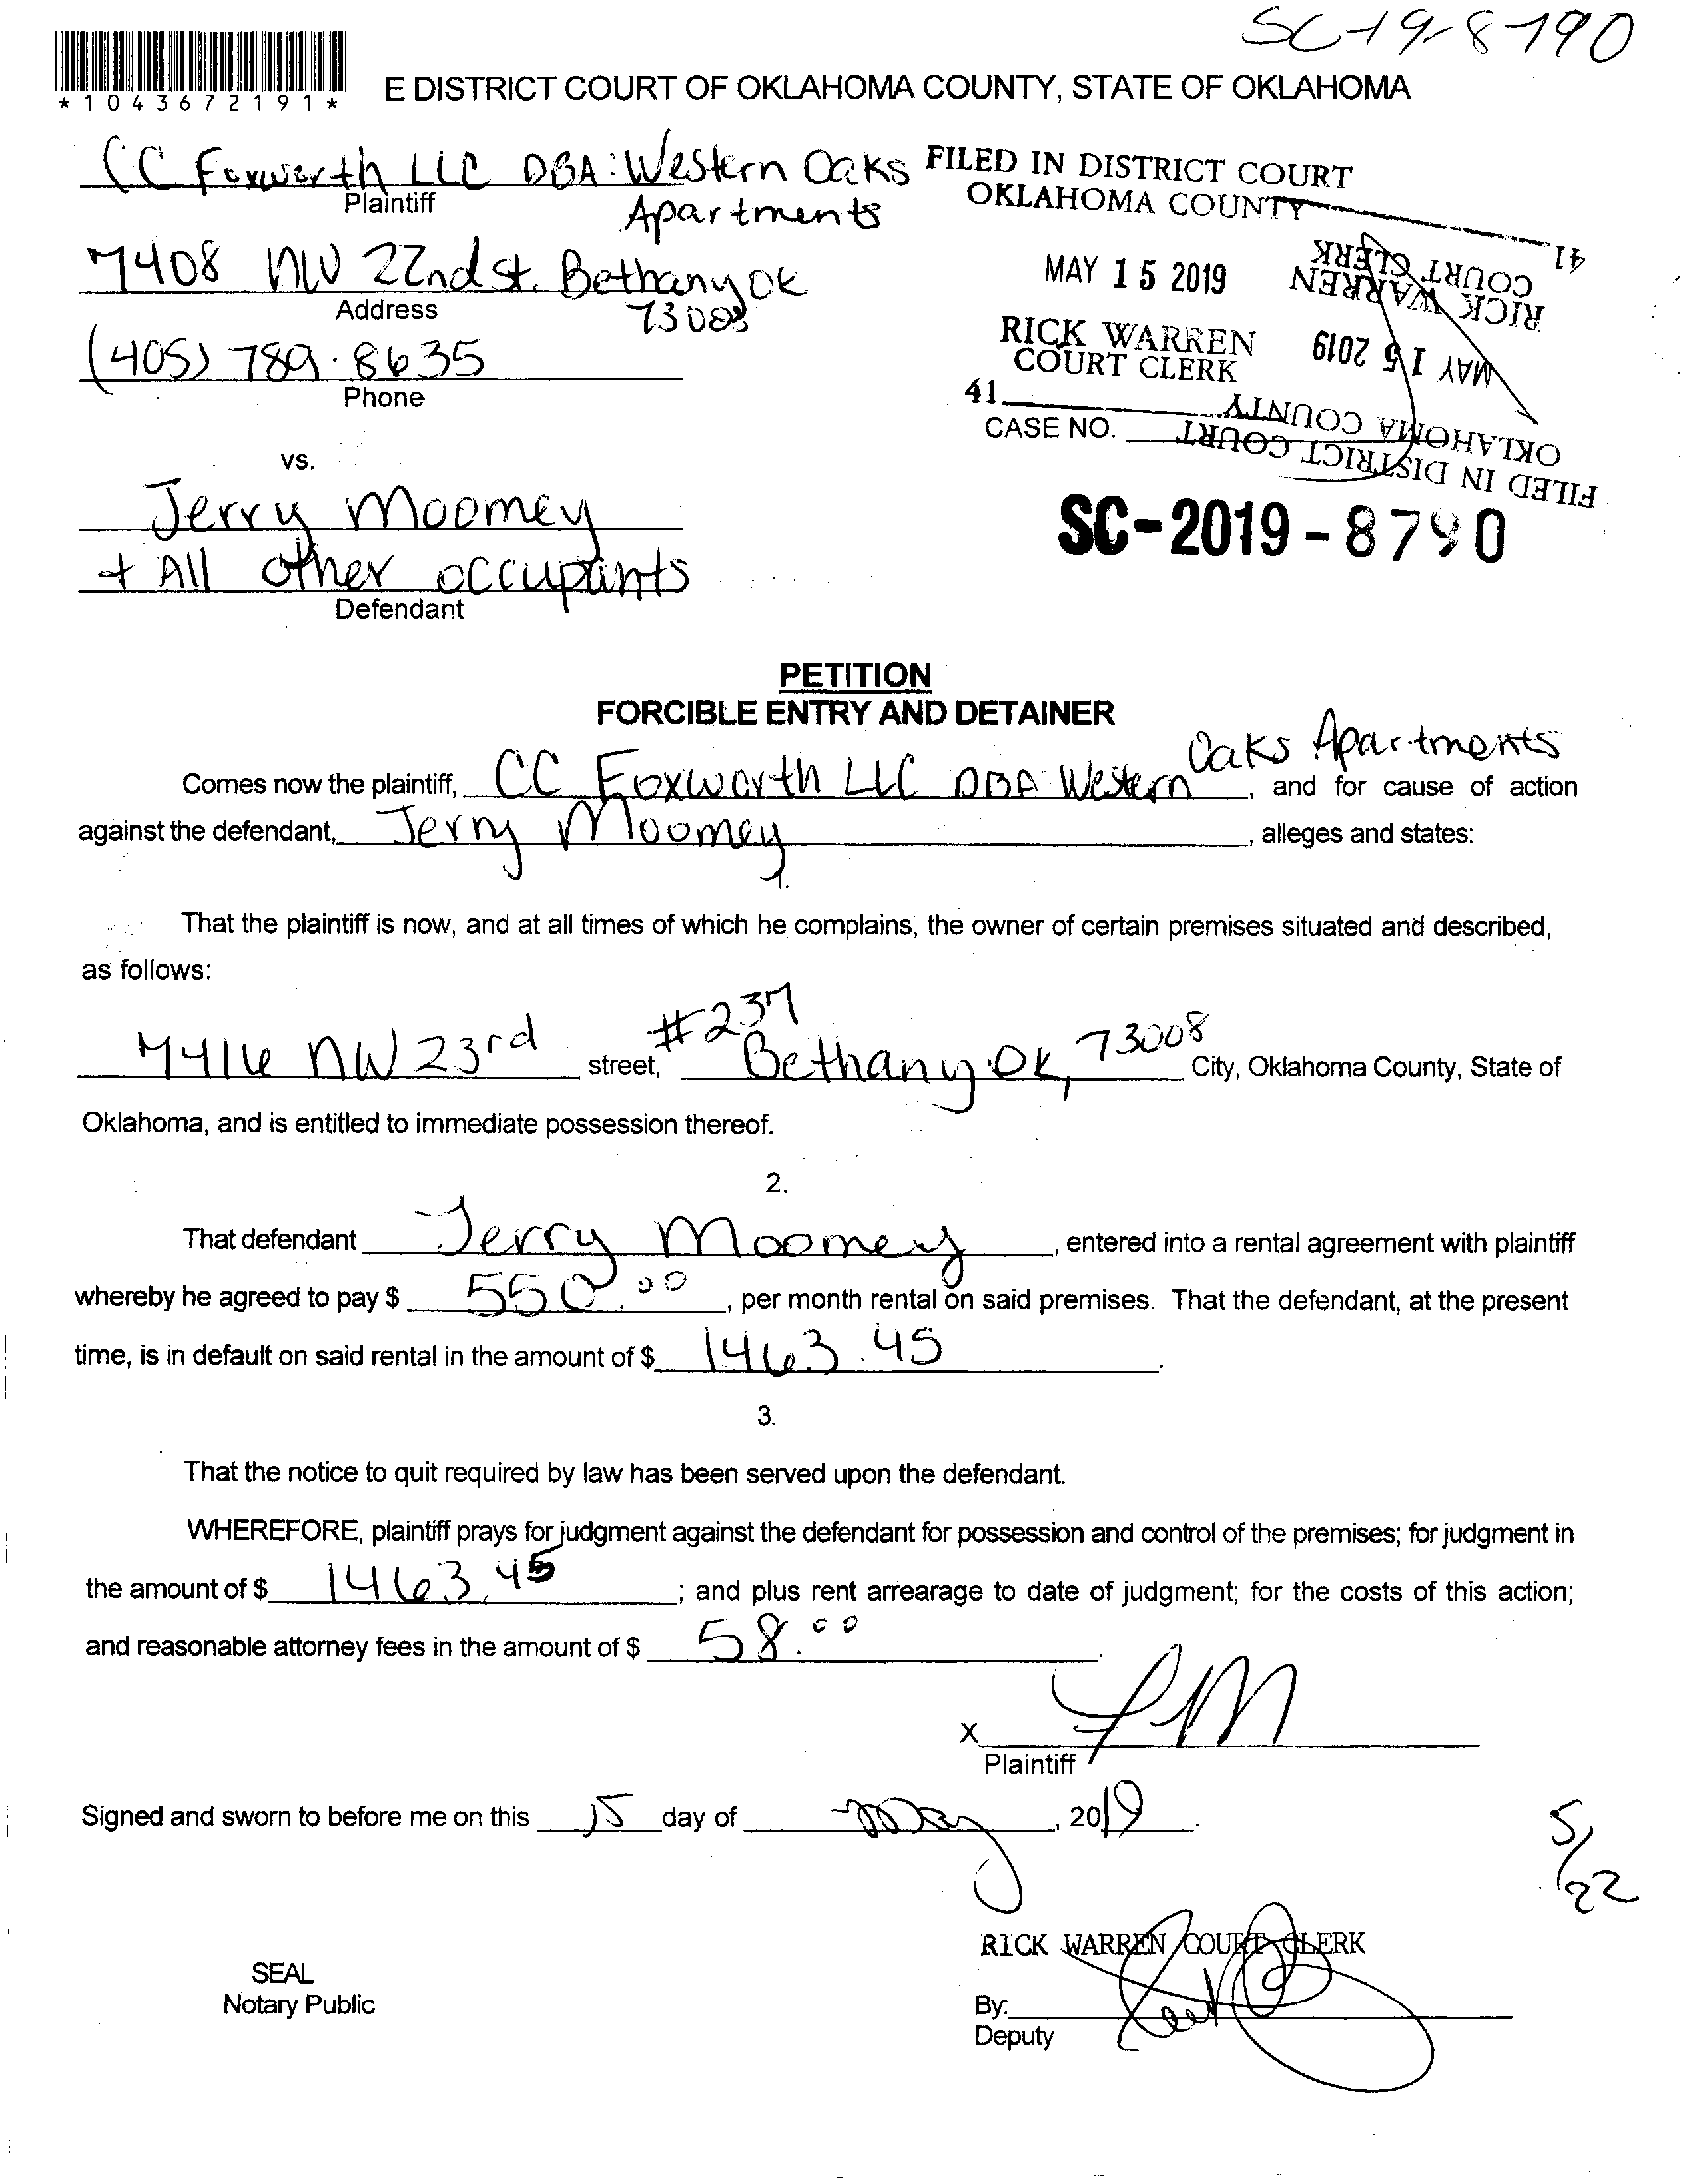 SC-19-8790
*1043672191*
E DISTRICT COURT OF OKLAHOMA COUNTY, STATE OF OKLAHOMA
CC Foxworth LLC DBA: Western Oaks
Plaintiff
Apartments
FILED IN DISTRICT COURT
OKLAHOMA COUNTY
MAY 15 2019
RICK WARREN
COURT CLERK
41
FILED IN DISTRICT COURT
OKLAHOMA COUNTY
MAY 15 2019
RICK WARREN
COURT CLERK
41
7408 NW 22nd St. Bethany OK
Address
73008
(405) 789-8635
Phone
CASE NO.
vs.
SC-2019-8790
Jerry Moomey
+ All other occupants
Defendant
PETITION
FORCIBLE ENTRY AND DETAINER
Comes now the plaintiff, CC Foxworth LLC DBA Western Oaks Apartments, and for cause of action
against the defendant, Jerry Moomey, alleges and states:
1.
That the plaintiff is now, and at all times of which he complains, the owner of certain premises situated and described,
as follows:
7416 NW 23rd street, #237 Bethany OK, 73008 City, Oklahoma County, State of
Oklahoma, and is entitled to immediate possession thereof.
2.
That defendant Jerry Moomey, entered into a rental agreement with plaintiff
whereby he agreed to pay $ 550.00, per month rental on said premises. That the defendant, at the present
time, is in default on said rental in the amount of $ 1463.45.
3.
That the notice to quit required by law has been served upon the defendant.
WHEREFORE, plaintiff prays for judgment against the defendant for possession and control of the premises; for judgment in
the amount of $ 1463.45; and plus rent arrearage to date of judgment; for the costs of this action;
and reasonable attorney fees in the amount of $ 58.00.
X
Plaintiff
Signed and sworn to before me on this 15 day of May, 2019.
5/22
RICK WARREN COURT CLERK
SEAL
Notary Public
By:
Deputy